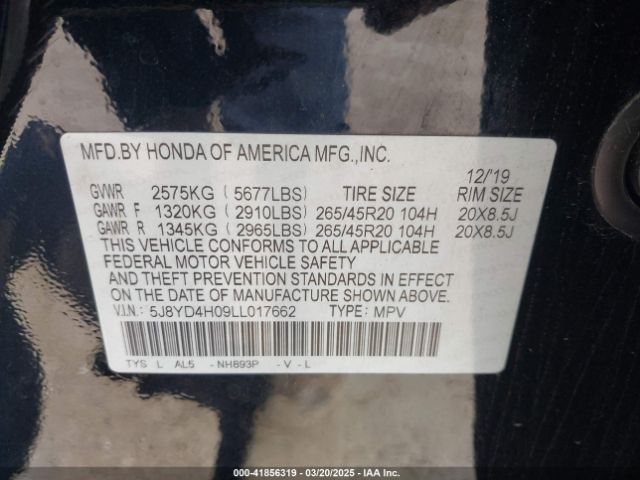 MFD.BY HONDA OF AMERICA MFG.,INC.
12/'19
GVWR 2575KG (5677LBS) TIRE SIZE RIM SIZE
GAWR F 1320KG (2910LBS) 265/45R20 104H 20X8.5J
GAWR R 1345KG (2965LBS) 265/45R20 104H 20X8.5J
THIS VEHICLE CONFORMS TO ALL APPLICABLE
FEDERAL MOTOR VEHICLE SAFETY
AND THEFT PREVENTION STANDARDS IN EFFECT
ON THE DATE OF MANUFACTURE SHOWN ABOVE.
V.I.N.: 5J8YD4H09LL017662 TYPE: MPV
TYS L AL5 -NH893P -V -L
000-41856319 - 03/20/2025 - IAA Inc.